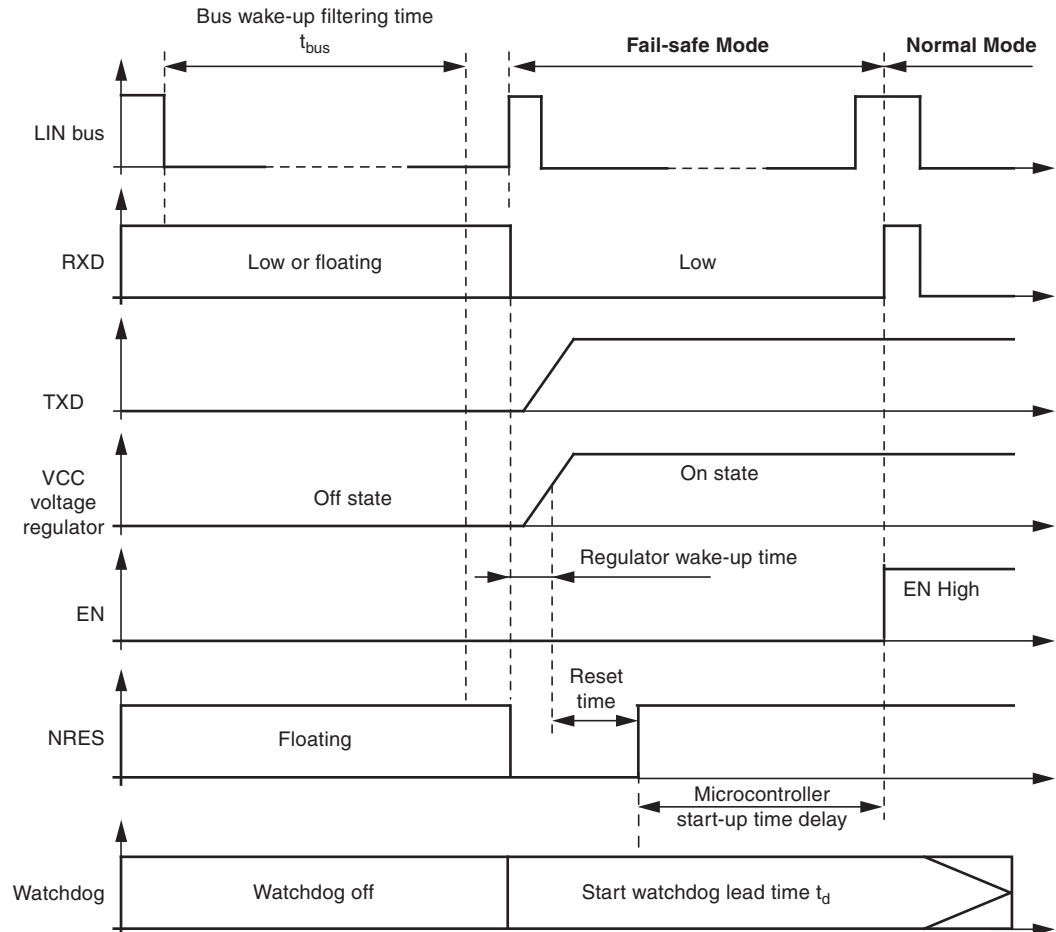 Bus wake-up filtering time
tbus
Fail-safe Mode
Normal Mode
LIN bus
RXD
Low or floating
Low
TXD
VCC
voltage
regulator
Off state
On state
Regulator wake-up time
EN
EN High
Reset
time
NRES
Floating
Microcontroller
start-up time delay
Watchdog
Watchdog off
Start watchdog lead time td